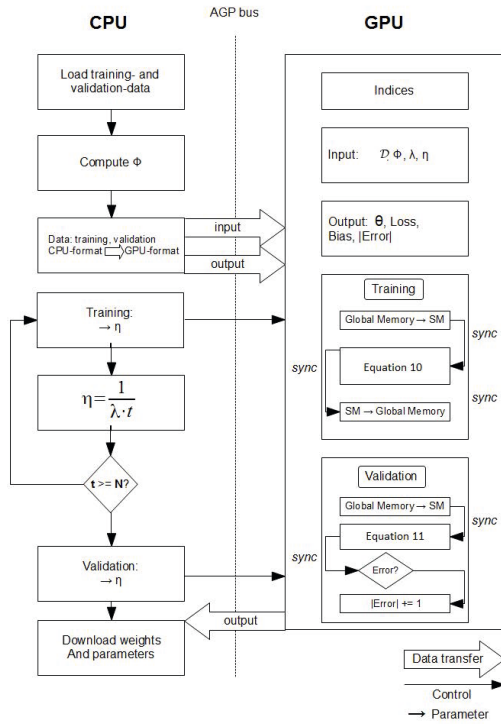 CPU
AGP bus
GPU
Load training- and
validation-data
Compute Φ
Data: training, validation
CPU-format GPU-format
input
output
Training:
→ η
η = 1/λ·t
t >= N?
Validation:
→ η
output
Download weights
And parameters
Indices
Input: 𝒟, Φ, λ, η
Output: θ, Loss,
Bias, |Error|
Training
Global Memory → SM
sync
Equation 10
sync
sync
SM → Global Memory
Validation
Global Memory → SM
sync
Equation 11
sync
Error?
|Error| += 1
Data transfer
Control
→ Parameter